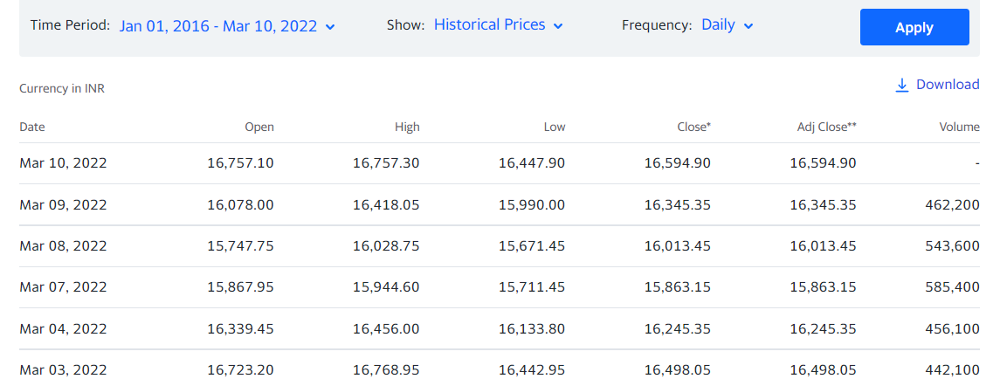 Time Period: Jan 01, 2016 - Mar 10, 2022 Show: Historical Prices Frequency: Daily Apply
Currency in INR Download
Date Open High Low Close* Adj Close** Volume
Mar 10, 2022 16,757.10 16,757.30 16,447.90 16,594.90 16,594.90 -
Mar 09, 2022 16,078.00 16,418.05 15,990.00 16,345.35 16,345.35 462,200
Mar 08, 2022 15,747.75 16,028.75 15,671.45 16,013.45 16,013.45 543,600
Mar 07, 2022 15,867.95 15,944.60 15,711.45 15,863.15 15,863.15 585,400
Mar 04, 2022 16,339.45 16,456.00 16,133.80 16,245.35 16,245.35 456,100
Mar 03, 2022 16,723.20 16,768.95 16,442.95 16,498.05 16,498.05 442,100